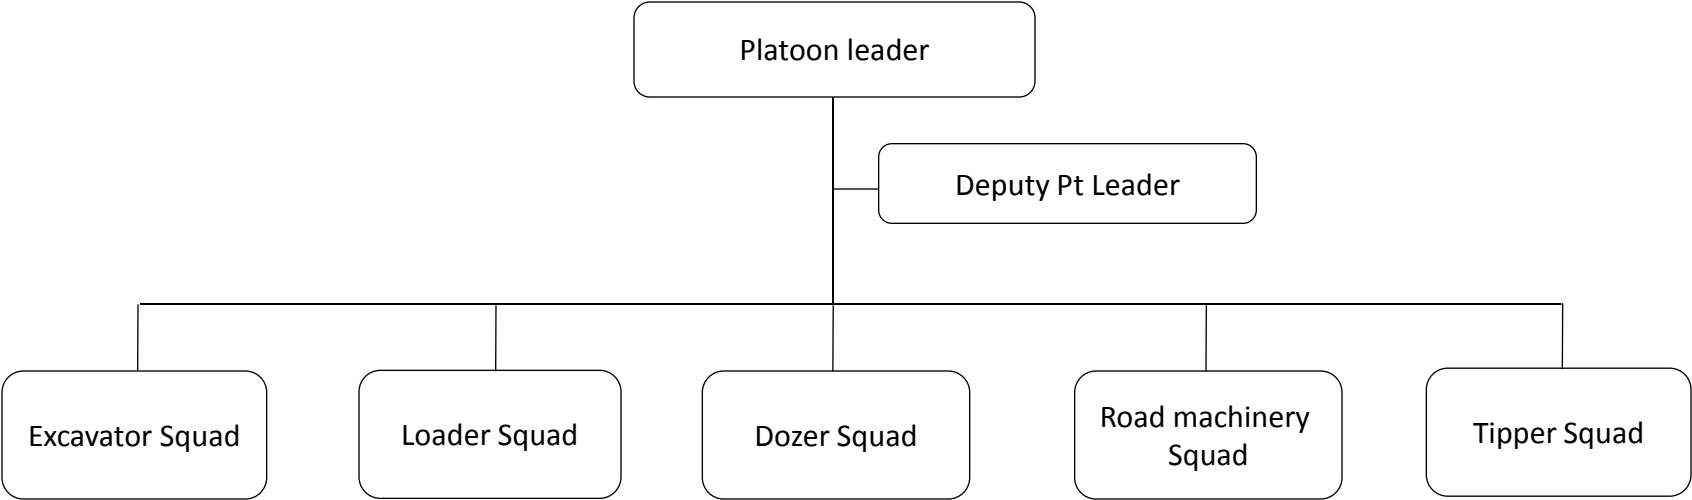 Platoon leader
Deputy Pt Leader
Excavator Squad
Loader Squad
Dozer Squad
Road machinery
Squad
Tipper Squad